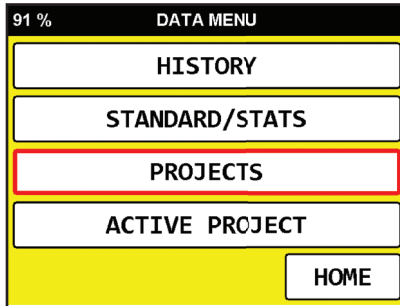 91 % DATA MENU
HISTORY
STANDARD/STATS
PROJECTS
ACTIVE PROJECT
HOME